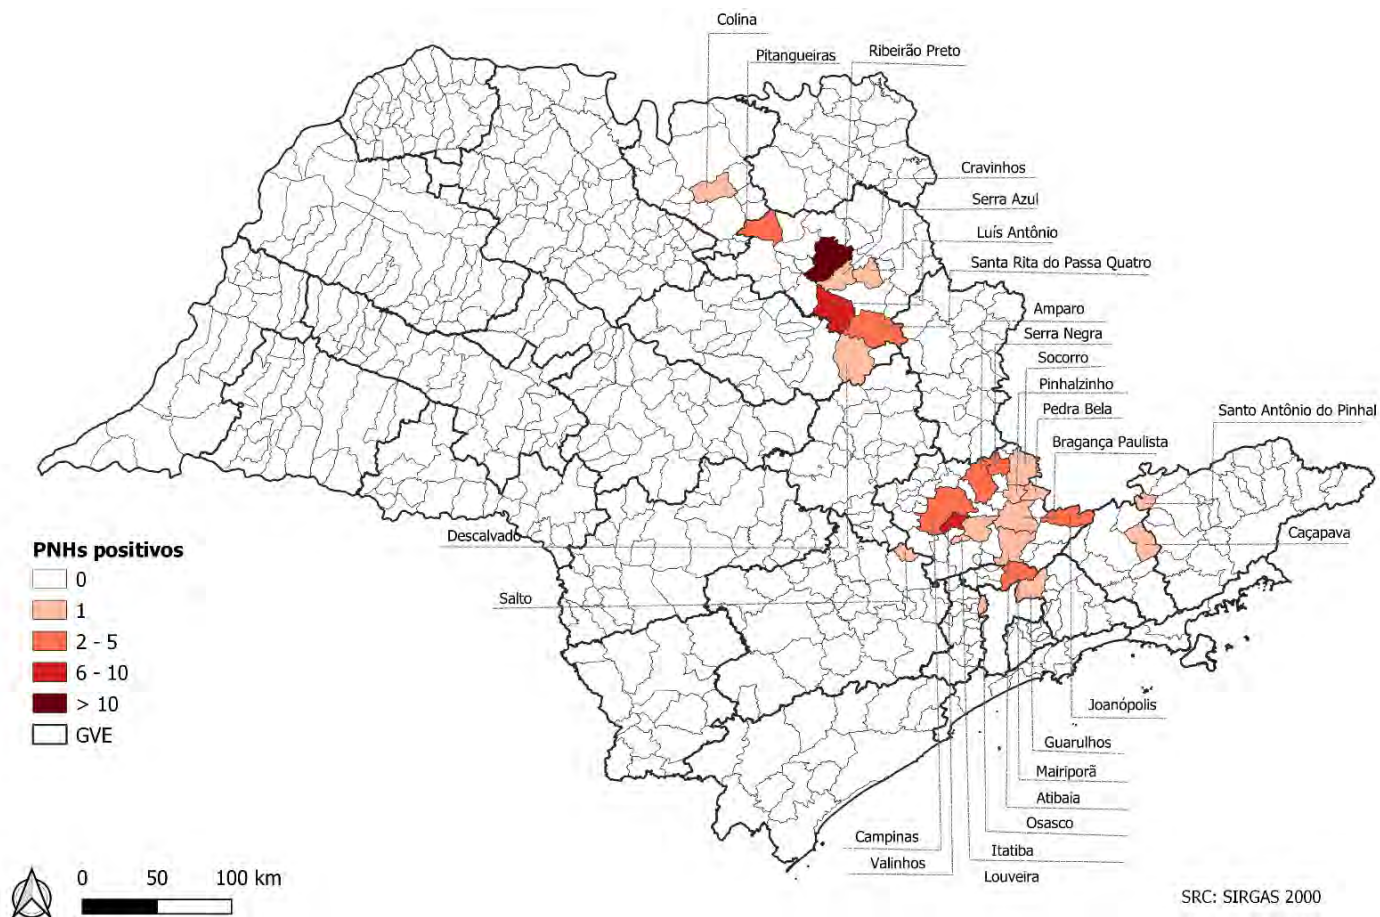 Colina
Pitangueiras
Ribeirão Preto
Cravinhos
Serra Azul
Luís Antônio
Santa Rita do Passa Quatro
Amparo
Serra Negra
Socorro
Pinhalzinho
Pedra Bela
Santo Antônio do Pinhal
Bragança Paulista
Descalvado
Caçapava
PNHs positivos
0
1
2 - 5
6 - 10
> 10
GVE
Salto
Joanópolis
Guarulhos
Mairiporã
Atibaia
Osasco
Campinas
Itatiba
Valinhos
Louveira
0 50 100 km
SRC: SIRGAS 2000